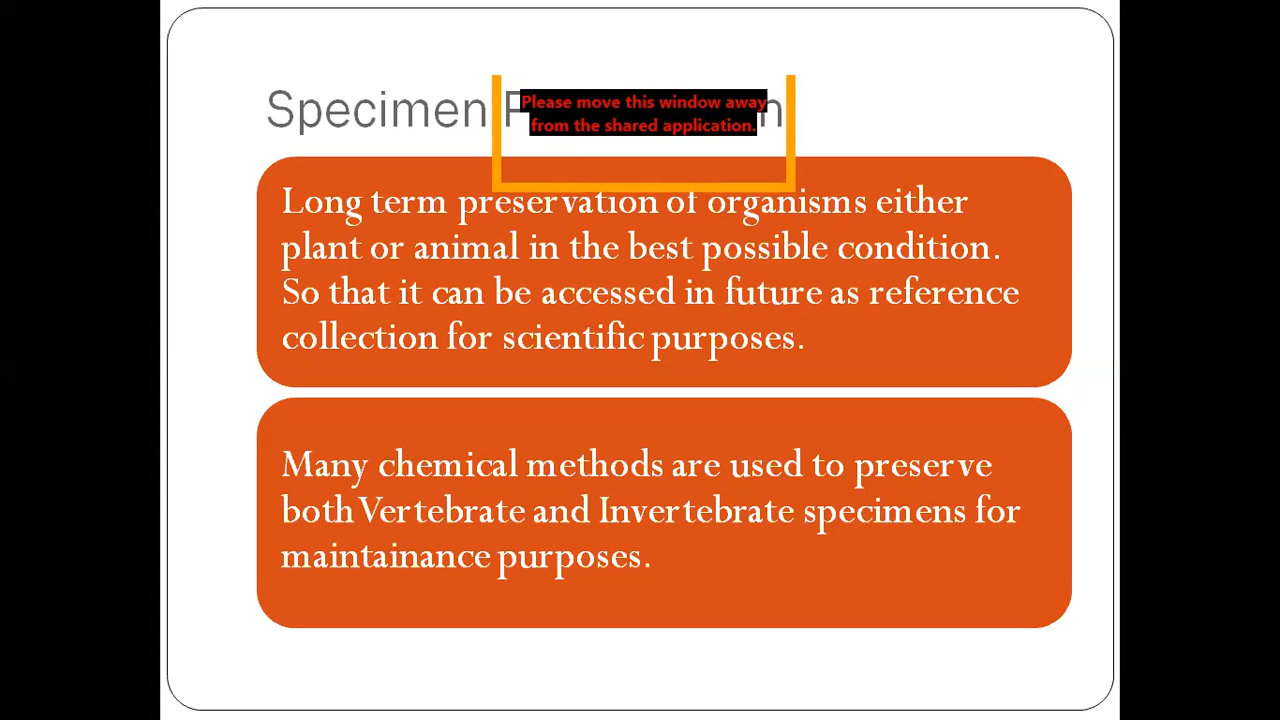 Specimen
Please move this window away
from the shared application.
Long term preservation of organisms either
plant or animal in the best possible condition.
So that it can be accessed in future as reference
collection for scientific purposes.
Many chemical methods are used to preserve
both Vertebrate and Invertebrate specimens for
maintainance purposes.